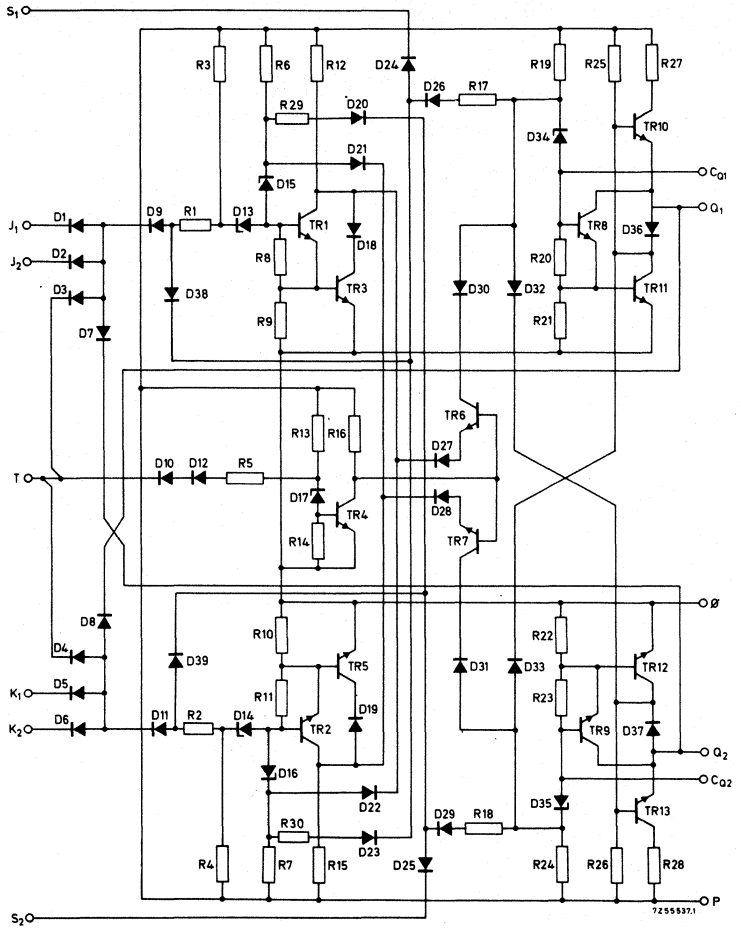 S1
R3
R6
R12
D24
R19
R25
R27
D26
R17
R29
D20
TR10
D34
D21
CQ1
D15
Q1
J1
D1
D9
R1
D13
TR1
D18
TR8
D36
R8
J2
D2
R20
D3
TR3
TR11
D38
D30
D32
R9
R21
D7
TR6
R13
R16
D27
D10
D12
R5
T
D17
D28
TR4
TR7
R14
Ø
D8
R10
R22
D4
D39
TR5
D31
D33
TR12
R11
R23
K1
D5
D19
K2
D6
D11
R2
D14
TR2
TR9
D37
Q2
D16
CQ2
D22
D35
TR13
R30
D29
R18
D23
R4
R7
R15
D25
R24
R26
R28
P
7Z55537.1
S2